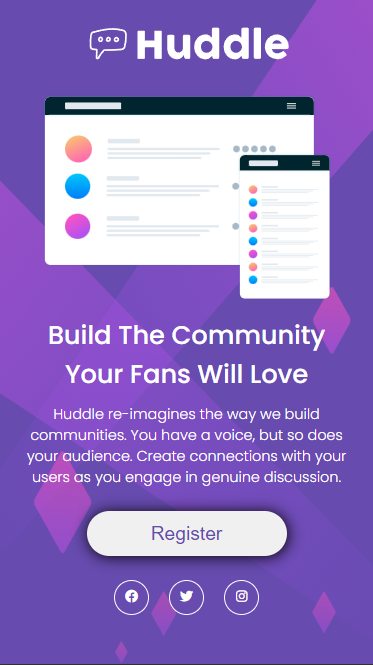 Huddle
Build The Community
Your Fans Will Love
Huddle re-imagines the way we build
communities. You have a voice, but so does
your audience. Create connections with your
users as you engage in genuine discussion.
Register